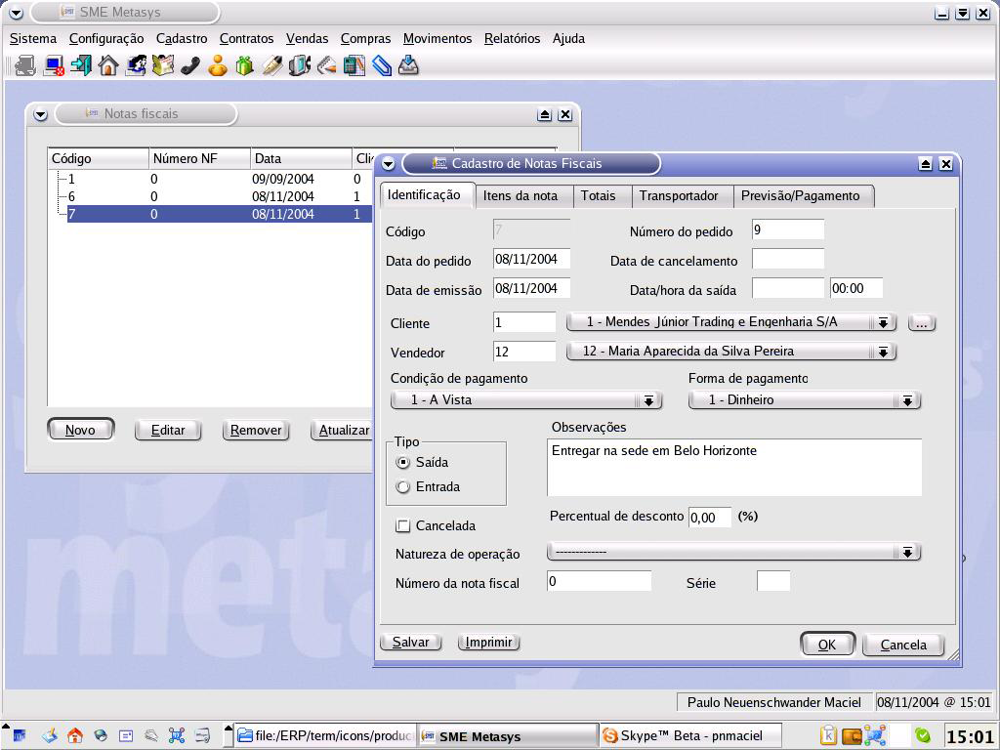 SME Metasys
Sistema Configuração Cadastro Contratos Vendas Compras Movimentos Relatórios Ajuda
Notas fiscais
Código Número NF Data
1 0 09/09/2004 0
6 0 08/11/2004 1
7 0 08/11/2004 1
Novo Editar Remover Atualizar
Cadastro de Notas Fiscais
Identificação Itens da nota Totais Transportador Previsão/Pagamento
Código 7 Número do pedido 9
Data do pedido 08/11/2004 Data de cancelamento
Data de emissão 08/11/2004 Data/hora da saída 00:00
Cliente 1 1 - Mendes Júnior Trading e Engenharia S/A ...
Vendedor 12 12 - Maria Aparecida da Silva Pereira
Condição de pagamento Forma de pagamento
1 - A Vista 1 - Dinheiro
Observações
Tipo
Entregar na sede em Belo Horizonte
Saída
Entrada
Percentual de desconto 0,00 (%)
Cancelada
Natureza de operação -------------
Número da nota fiscal 0 Série
Salvar Imprimir OK Cancela
meta
Paulo Neuenschwander Maciel 08/11/2004 @ 15:01
file:/ERP/term/icons/produc SME Metasys Skype™ Beta - pnmaciel 15:01